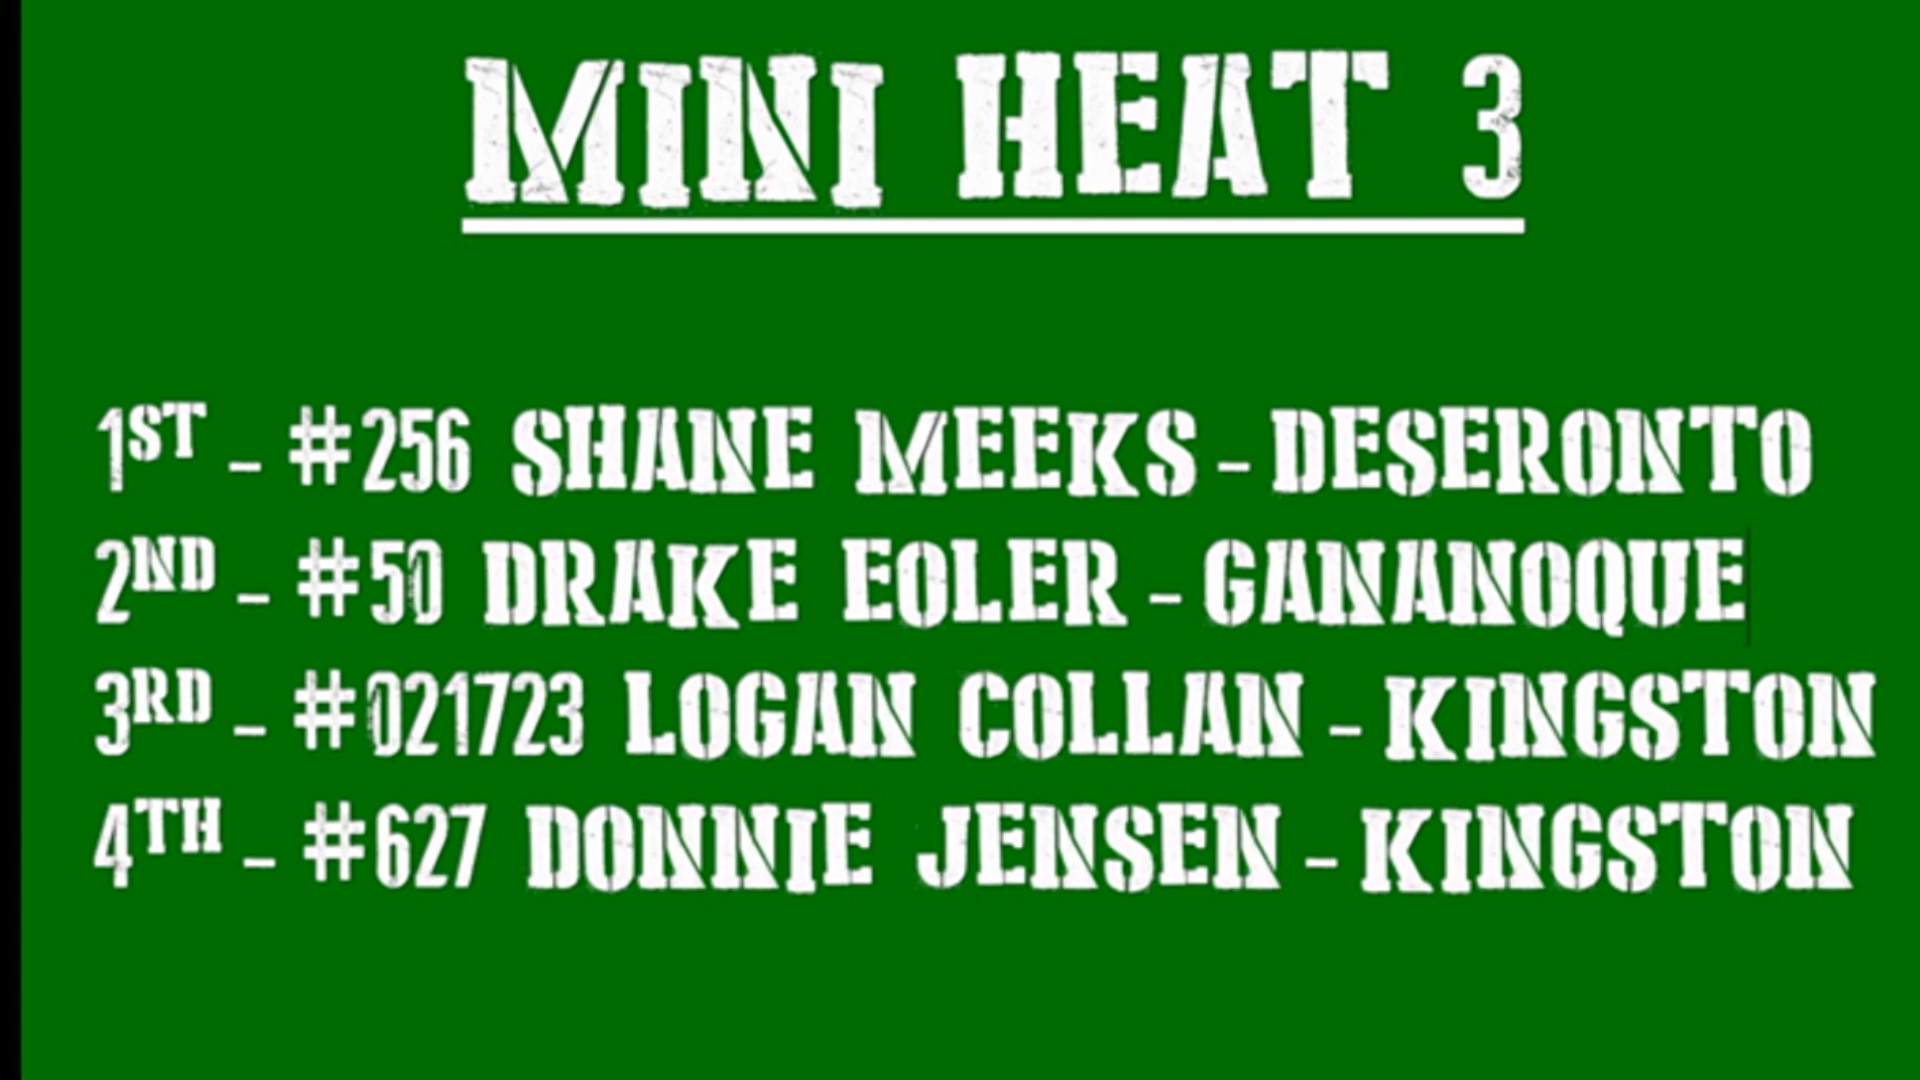 MINI HEAT 3
1ST - #256 SHANE MEEKS - DESERONTO
2ND - #50 DRAKE EOLER - GANANOQUE
3RD - #021723 LOGAN COLLAN - KINGSTON
4TH - #627 DONNIE JENSEN - KINGSTON